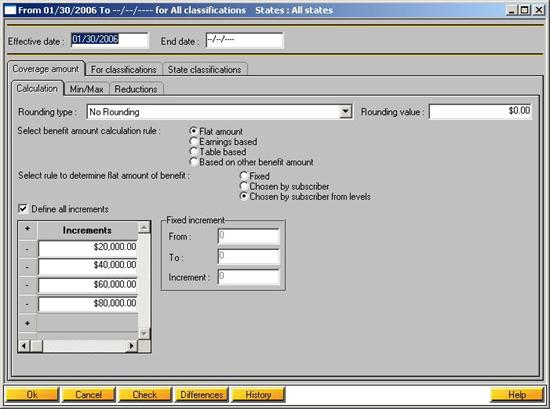 From 01/30/2006 To --/--/---- for All classifications States : All states
Effective date : 01/30/2006 End date : --/--/----
Coverage amount For classifications State classifications
Calculation Min/Max Reductions
Rounding type : No Rounding Rounding value : $0.00
Select benefit amount calculation rule : Flat amount
Earnings based
Table based
Based on other benefit amount
Select rule to determine flat amount of benefit : Fixed
Chosen by subscriber
Chosen by subscriber from levels
Define all increments
+ Increments
- $20,000.00
- $40,000.00
- $60,000.00
- $80,000.00
+
Fixed increment
From : 0
To : 0
Increment : 0
Ok Cancel Check Differences History Help